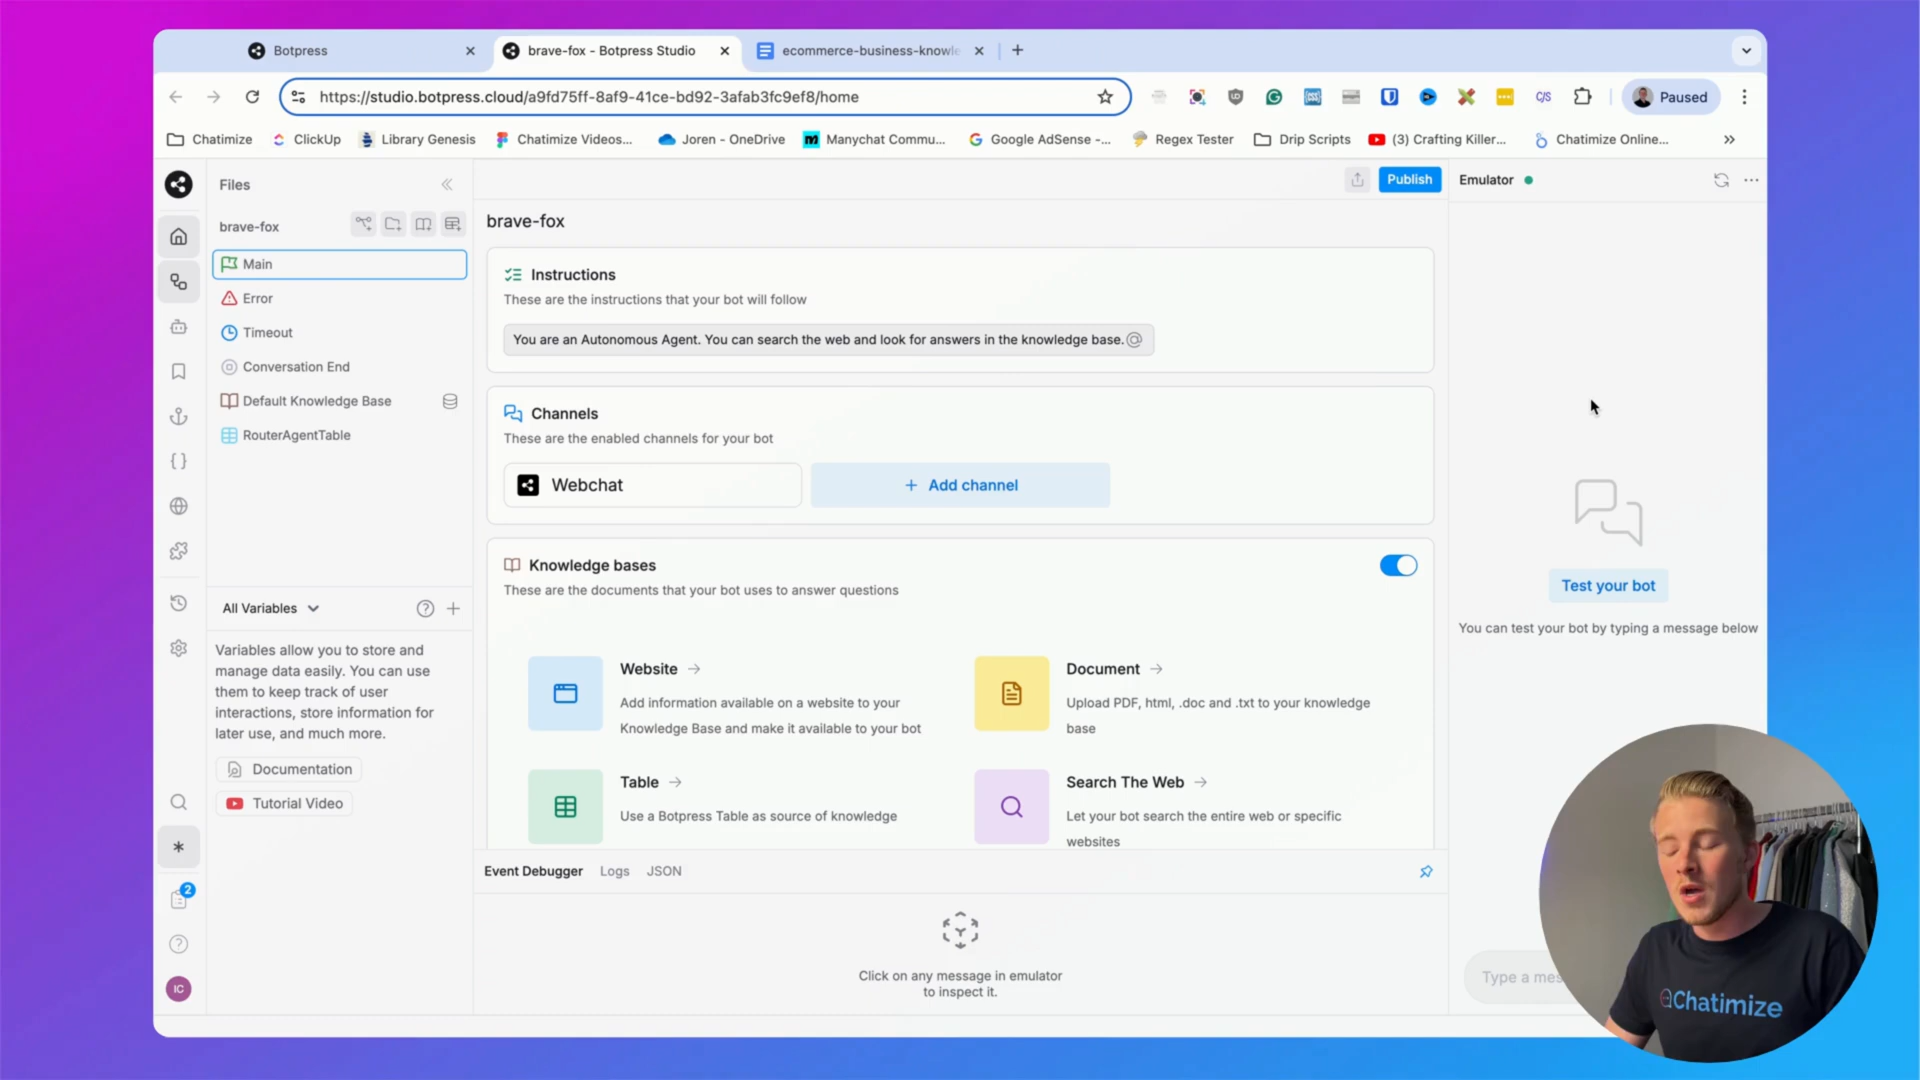 Botpress
brave-fox - Botpress Studio
ecommerce-business-knowle
https://studio.botpress.cloud/a9fd75ff-8af9-41ce-bd92-3afab3fc9ef8/home
Paused
Chatimize
ClickUp
Library Genesis
Chatimize Videos...
Joren - OneDrive
Manychat Commu...
Google AdSense -...
Regex Tester
Drip Scripts
(3) Crafting Killer...
Chatimize Online...
Files
Publish
Emulator
brave-fox
Main
Error
Timeout
Conversation End
Default Knowledge Base
RouterAgentTable
All Variables
Variables allow you to store and
manage data easily. You can use
them to keep track of user
interactions, store information for
later use, and much more.
Documentation
Tutorial Video
2
IC
brave-fox
Instructions
These are the instructions that your bot will follow
You are an Autonomous Agent. You can search the web and look for answers in the knowledge base.
Channels
These are the enabled channels for your bot
Webchat
+ Add channel
Knowledge bases
These are the documents that your bot uses to answer questions
Website →
Add information available on a website to your
Knowledge Base and make it available to your bot
Document →
Upload PDF, html, .doc and .txt to your knowledge
base
Table →
Use a Botpress Table as source of knowledge
Search The Web →
Let your bot search the entire web or specific
websites
Event Debugger
Logs
JSON
Click on any message in emulator
to inspect it.
Test your bot
You can test your bot by typing a message below
Type a mes
Chatimize